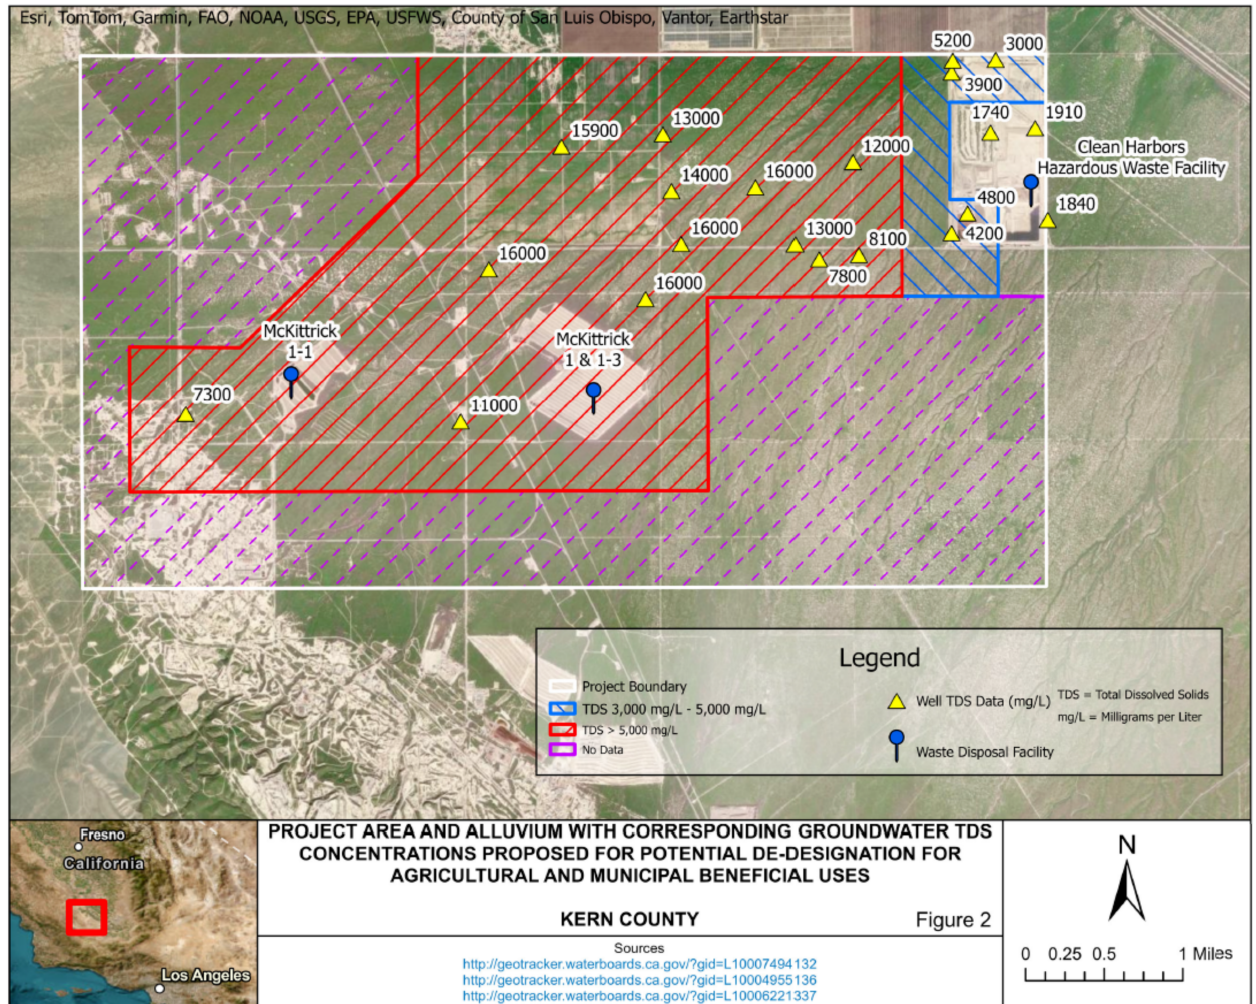 Esri, TomTom, Garmin, FAO, NOAA, USGS, EPA, USFWS, County of San Luis Obispo, Vantor, Earthstar
5200
3000
3900
1740
1910
Clean Harbors
Hazardous Waste Facility
15900
13000
12000
14000
16000
4800
1840
4200
16000
13000
8100
7800
16000
16000
McKittrick
1-1
McKittrick
1 & 1-3
7300
11000
Legend
Project Boundary
TDS 3,000 mg/L - 5,000 mg/L
TDS > 5,000 mg/L
No Data
Well TDS Data (mg/L)
TDS = Total Dissolved Solids
mg/L = Milligrams per Liter
Waste Disposal Facility
Fresno
California
Los Angeles
PROJECT AREA AND ALLUVIUM WITH CORRESPONDING GROUNDWATER TDS
CONCENTRATIONS PROPOSED FOR POTENTIAL DE-DESIGNATION FOR
AGRICULTURAL AND MUNICIPAL BENEFICIAL USES
KERN COUNTY
Figure 2
Sources
http://geotracker.waterboards.ca.gov/?gid=L10007494132
http://geotracker.waterboards.ca.gov/?gid=L10004955136
http://geotracker.waterboards.ca.gov/?gid=L10006221337
N
0 0.25 0.5 1 Miles